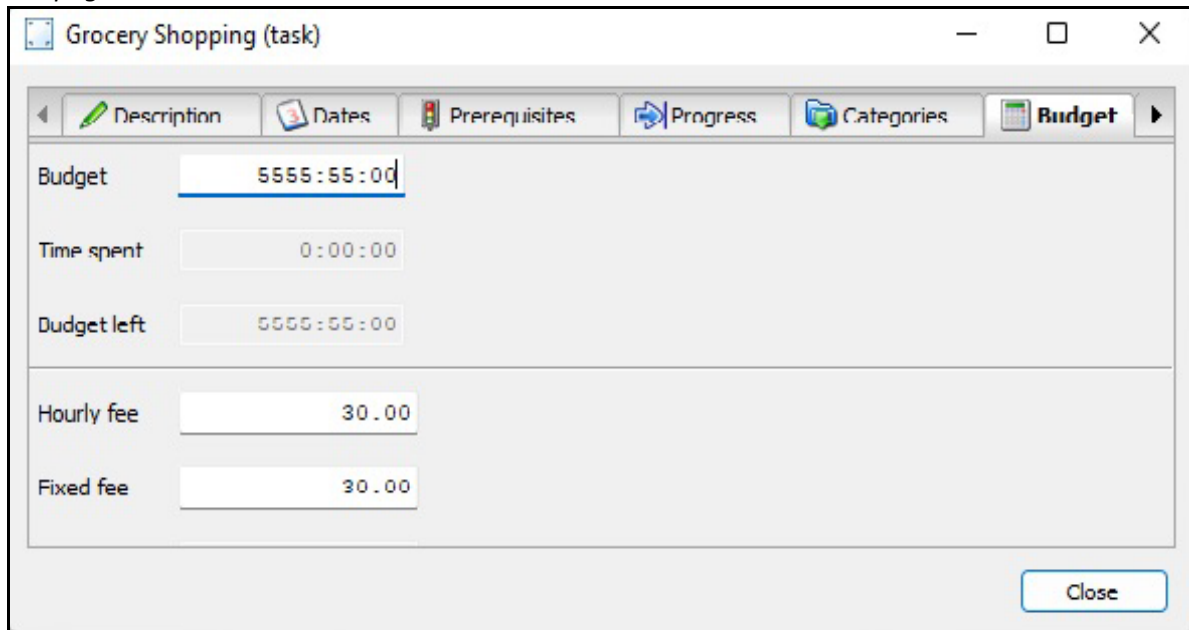 Grocery Shopping (task)
Description Dates Prerequisites Progress Categories Budget
Budget 5555:55:00
Time spent 0:00:00
Budget left 5555:55:00
Hourly fee 30.00
Fixed fee 30.00
Close